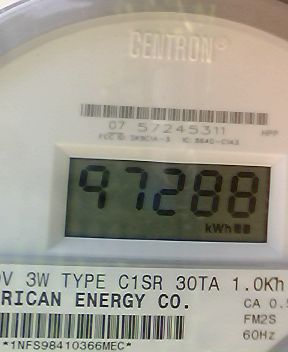 CENTRON®
07 57245311 HPP
97288
kWh
V 3W TYPE C1SR 30TA 1.0Kh
RICAN ENERGY CO. CA 0.5
FM2S
*1NFS98410366MEC* 60Hz